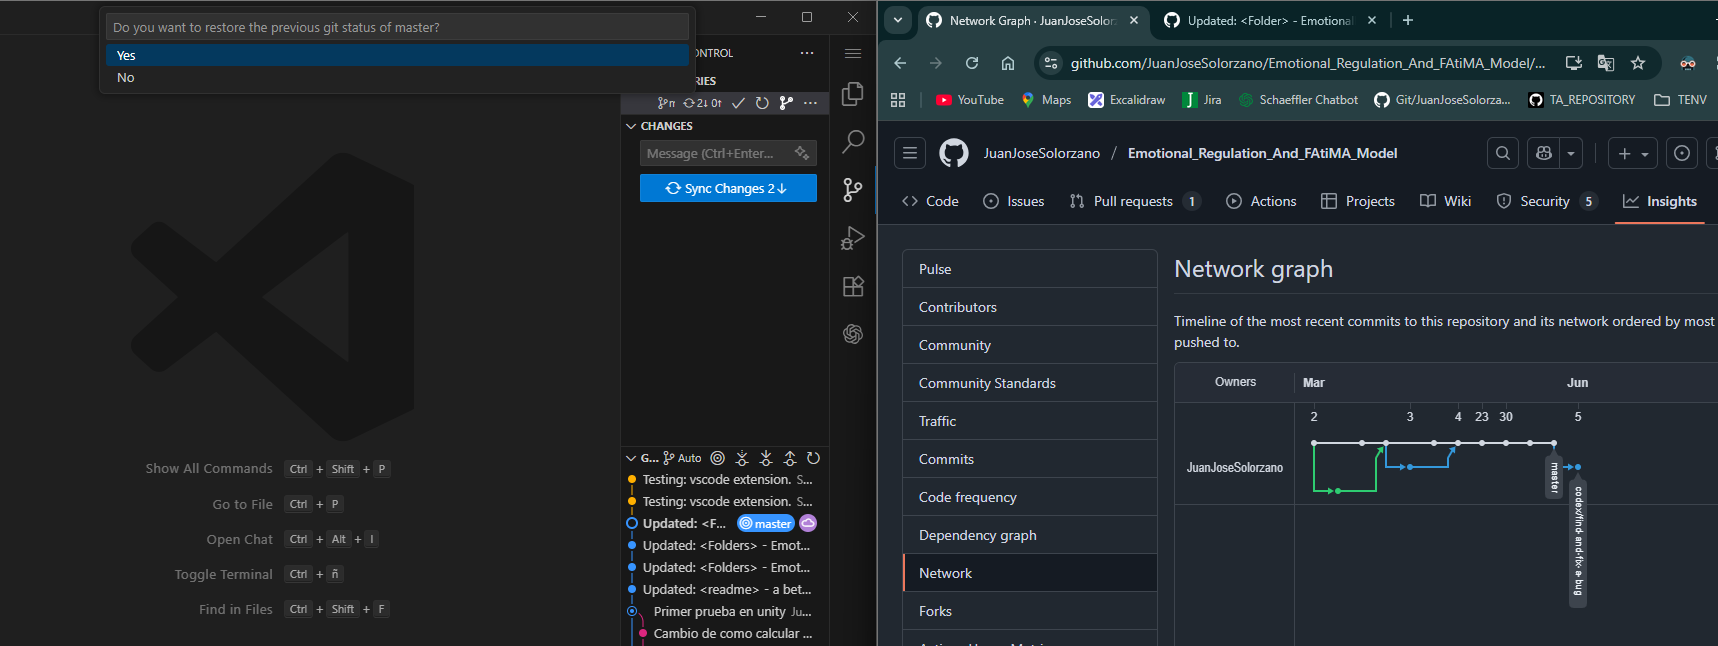 Do you want to restore the previous git status of master?
Yes
No
ONTROL
RIES
2↓ 0↑
CHANGES
Message (Ctrl+Enter...
Sync Changes 2↓
Show All Commands Ctrl + Shift + P
Go to File Ctrl + P
Open Chat Ctrl + Alt + I
Toggle Terminal Ctrl + ñ
Find in Files Ctrl + Shift + F
G... Auto
Testing: vscode extension. S...
Testing: vscode extension. S...
Updated: <F... master
Updated: <Folders> - Emot...
Updated: <Folders> - Emot...
Updated: <readme> - a bet...
Primer prueba en unity Ju...
Cambio de como calcular ...
Network Graph · JuanJoseSolorz
Updated: <Folder> - Emotional
github.com/JuanJoseSolorzano/Emotional_Regulation_And_FAtiMA_Model/...
YouTube
Maps
Excalidraw
Jira
Schaeffler Chatbot
Git/JuanJoseSolorza...
TA_REPOSITORY
TENV
JuanJoseSolorzano / Emotional_Regulation_And_FAtiMA_Model
Code
Issues
Pull requests 1
Actions
Projects
Wiki
Security 5
Insights
Pulse
Contributors
Community
Community Standards
Traffic
Commits
Code frequency
Dependency graph
Network
Forks
Network graph
Timeline of the most recent commits to this repository and its network ordered by most
pushed to.
Owners Mar Jun
2 3 4 23 30 5
JuanJoseSolorzano
master
codex/find-and-fix-a-bug